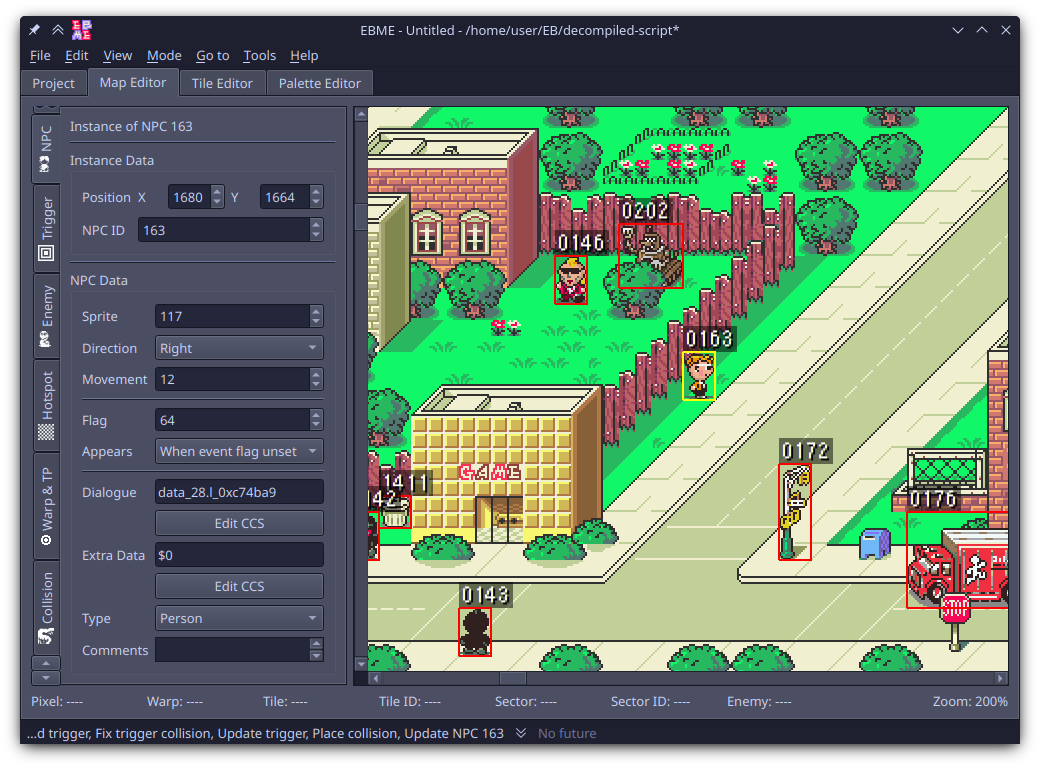 EBME - Untitled - /home/user/EB/decompiled-script*
File Edit View Mode Go to Tools Help
Project Map Editor Tile Editor Palette Editor
NPC
Trigger
Enemy
Hotspot
Warp & TP
Collision
Instance of NPC 163
Instance Data
Position X 1680 Y 1664
NPC ID 163
NPC Data
Sprite 117
Direction Right
Movement 12
Flag 64
Appears When event flag unset
Dialogue data_28.l_0xc74ba9
Edit CCS
Extra Data $0
Edit CCS
Type Person
Comments
0202
0146
0163
GAME
0172
1411
42
0176
0143
STOP
Pixel: ---- Warp: ---- Tile: ---- Tile ID: ---- Sector: ---- Sector ID: ---- Enemy: ---- Zoom: 200%
...d trigger, Fix trigger collision, Update trigger, Place collision, Update NPC 163 No future